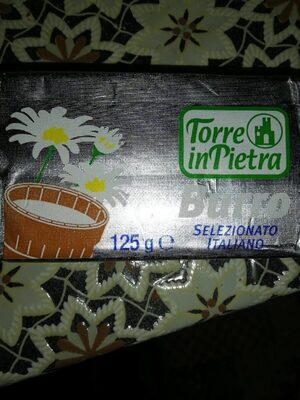 Torre
in Pietra
Burro
SELEZIONATO
ITALIANO
125 g ℮